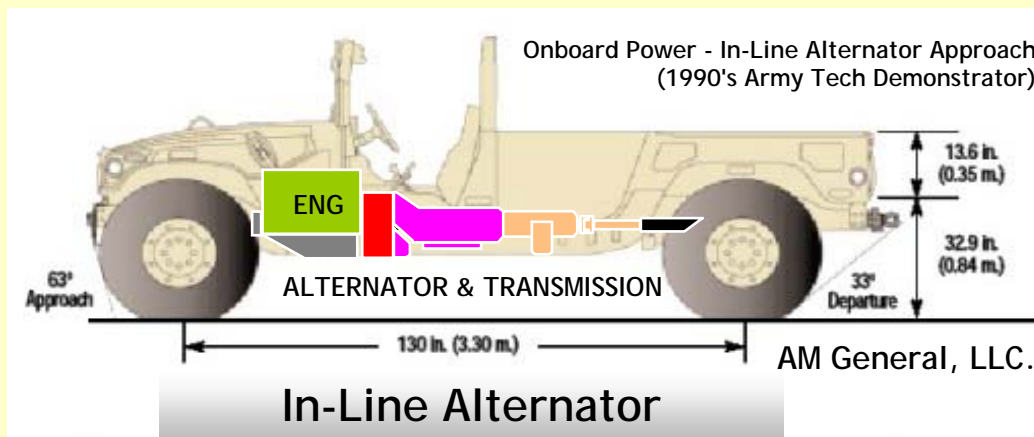 Onboard Power - In-Line Alternator Approach
(1990's Army Tech Demonstrator)
13.6 in.
(0.35 m.)
ENG
32.9 in.
(0.84 m.)
63°
Approach
ALTERNATOR & TRANSMISSION
33°
Departure
130 in. (3.30 m.)
AM General, LLC.
In-Line Alternator